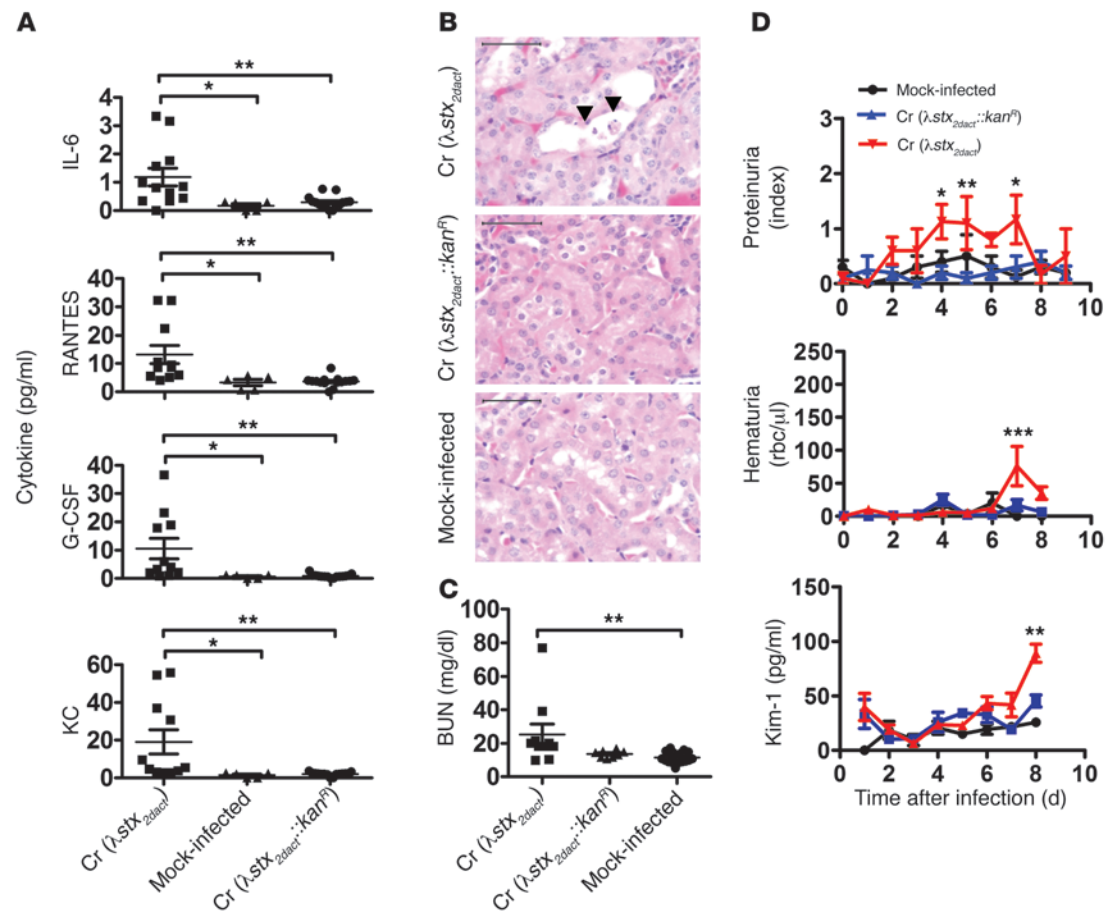 A
Cytokine (pg/ml)
**
*
IL-6
4
3
2
1
0
**
*
RANTES
40
30
20
10
0
**
*
G-CSF
40
30
20
10
0
**
*
KC
60
40
20
0
Cr (λstx2dact)
Mock-infected
Cr (λstx2dact::kanR)
B
Cr (λstx2dact)
Cr (λstx2dact::kanR)
Mock-infected
C
**
BUN (mg/dl)
100
80
60
40
20
0
Cr (λstx2dact)
Cr (λstx2dact::kanR)
Mock-infected
D
Mock-infected
Cr (λstx2dact::kanR)
Cr (λstx2dact)
Proteinuria
(index)
3
2
1
0
* ** *
0 2 4 6 8 10
Hematuria
(rbc/μl)
250
200
150
100
50
0
***
0 2 4 6 8 10
Kim-1 (pg/ml)
150
100
50
0
**
0 2 4 6 8 10
Time after infection (d)